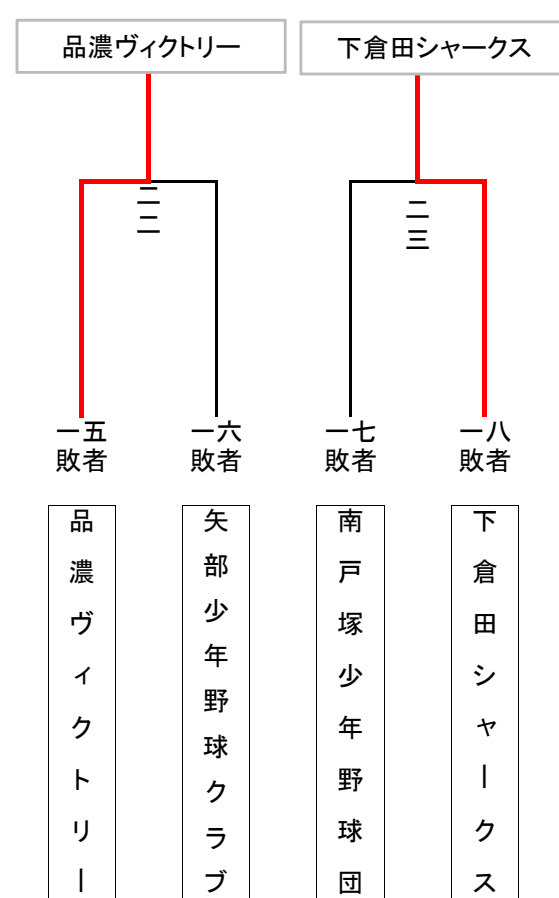 品濃ヴィクトリー
下倉田シャークス
二二
二三
一五
敗者
一六
敗者
一七
敗者
一八
敗者
品濃ヴィクトリー
矢部少年野球クラブ
南戸塚少年野球団
下倉田シャークス